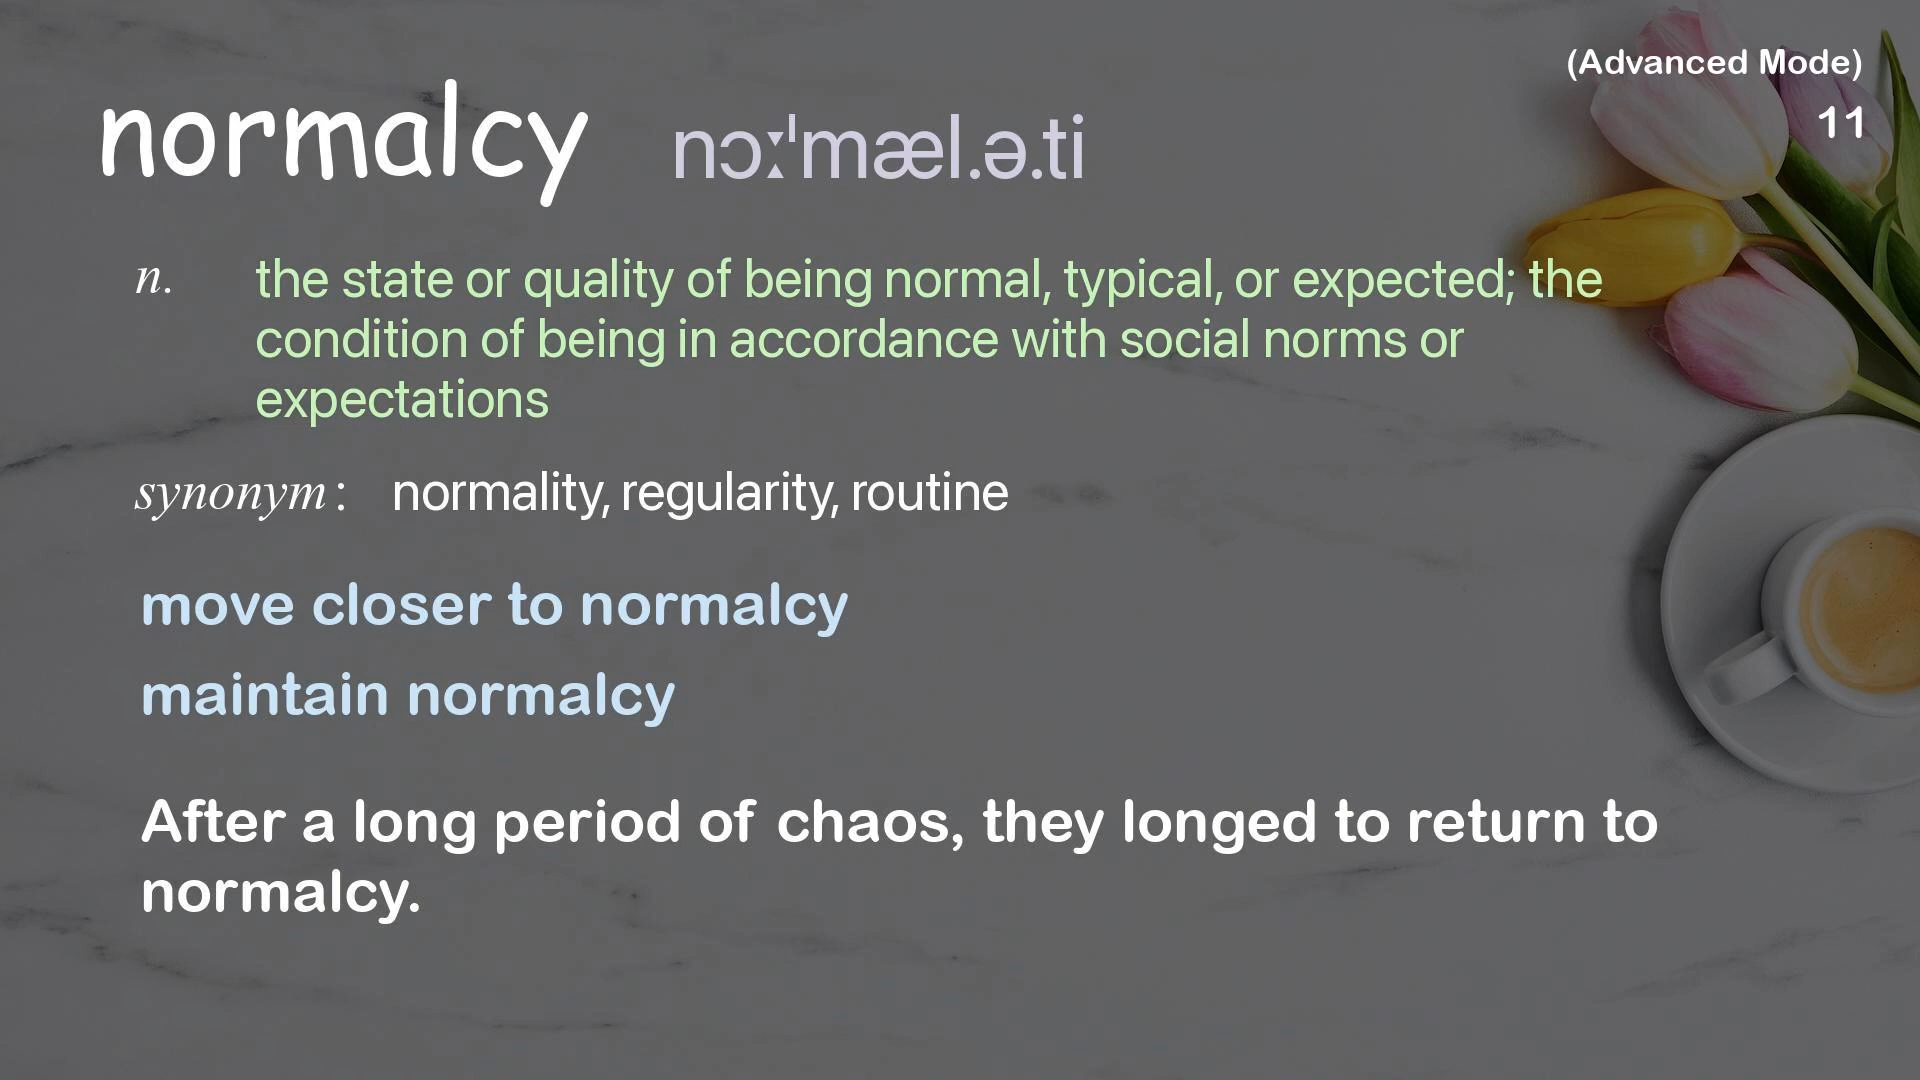 (Advanced Mode)
11
normalcy nɔːˈmæl.ə.ti
n. the state or quality of being normal, typical, or expected; the
condition of being in accordance with social norms or
expectations
synonym: normality, regularity, routine
move closer to normalcy
maintain normalcy
After a long period of chaos, they longed to return to
normalcy.